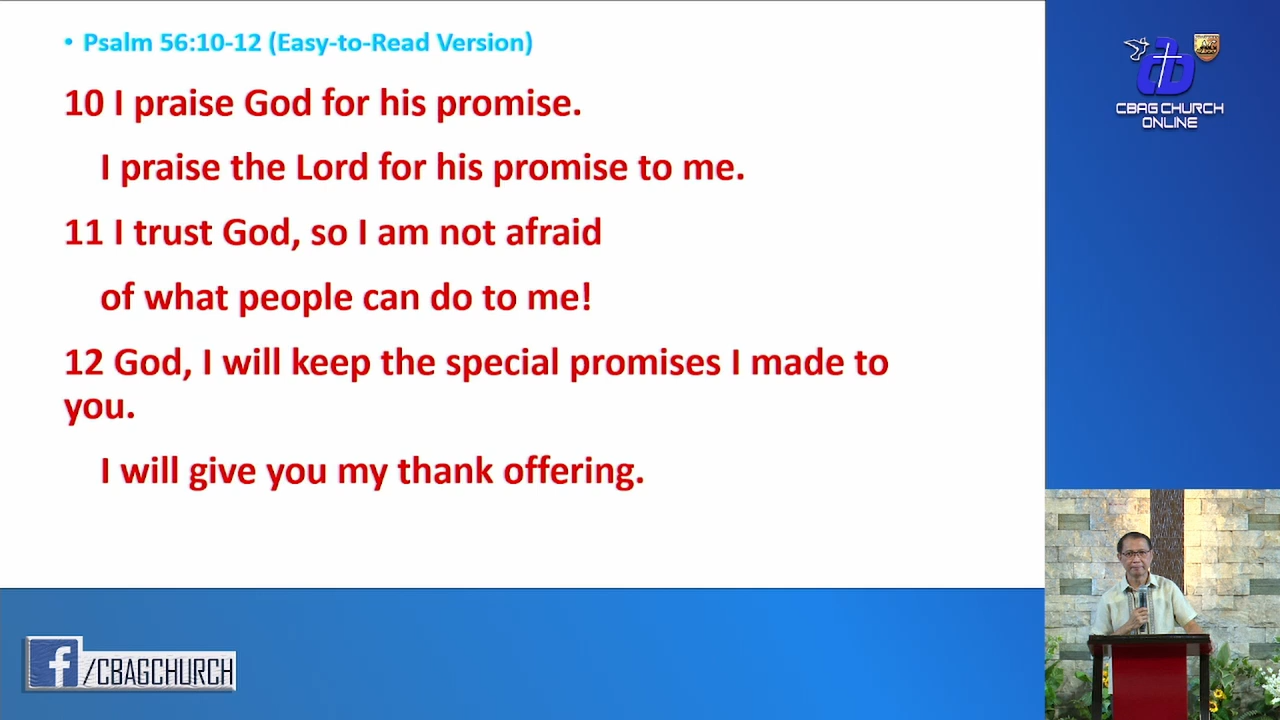 • Psalm 56:10-12 (Easy-to-Read Version)
10 I praise God for his promise.
I praise the Lord for his promise to me.
11 I trust God, so I am not afraid
of what people can do to me!
12 God, I will keep the special promises I made to
you.
I will give you my thank offering.
CBAG CHURCH
ONLINE
f/CBAGCHURCH